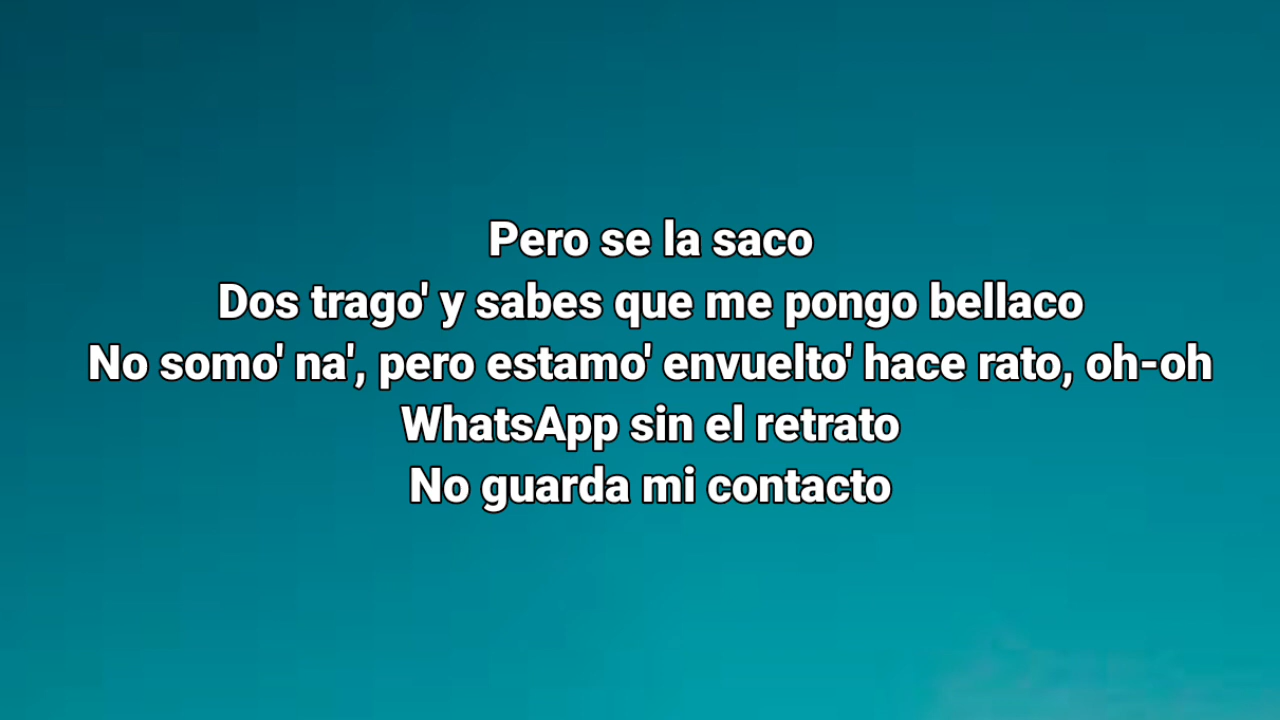 Pero se la saco
Dos trago' y sabes que me pongo bellaco
No somo' na', pero estamo' envuelto' hace rato, oh-oh
WhatsApp sin el retrato
No guarda mi contacto